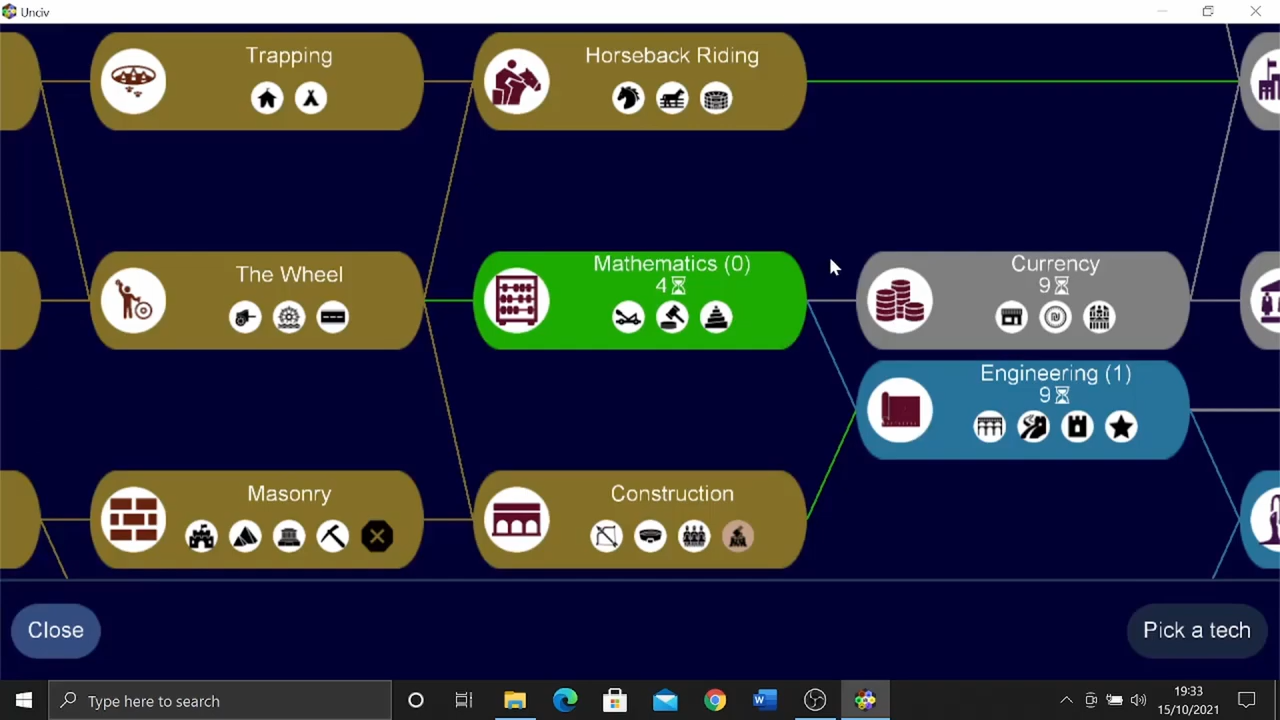 Unciv
Trapping
Horseback Riding
The Wheel
Mathematics (0)
4
Currency
9
Engineering (1)
9
Masonry
Construction
Close
Pick a tech
Type here to search
19:33
15/10/2021